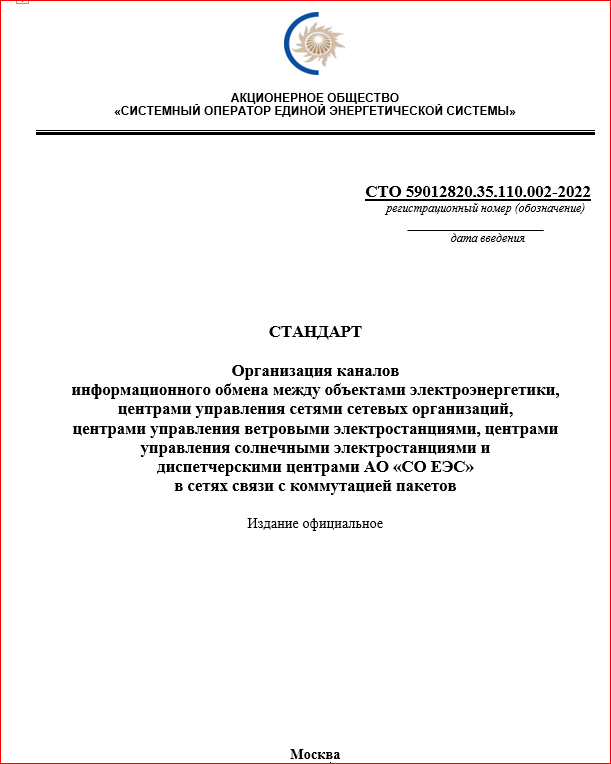 АКЦИОНЕРНОЕ ОБЩЕСТВО
«СИСТЕМНЫЙ ОПЕРАТОР ЕДИНОЙ ЭНЕРГЕТИЧЕСКОЙ СИСТЕМЫ»
СТО 59012820.35.110.002-2022
регистрационный номер (обозначение)
дата введения
СТАНДАРТ
Организация каналов
информационного обмена между объектами электроэнергетики,
центрами управления сетями сетевых организаций,
центрами управления ветровыми электростанциями, центрами
управления солнечными электростанциями и
диспетчерскими центрами АО «СО ЕЭС»
в сетях связи с коммутацией пакетов
Издание официальное
Москва